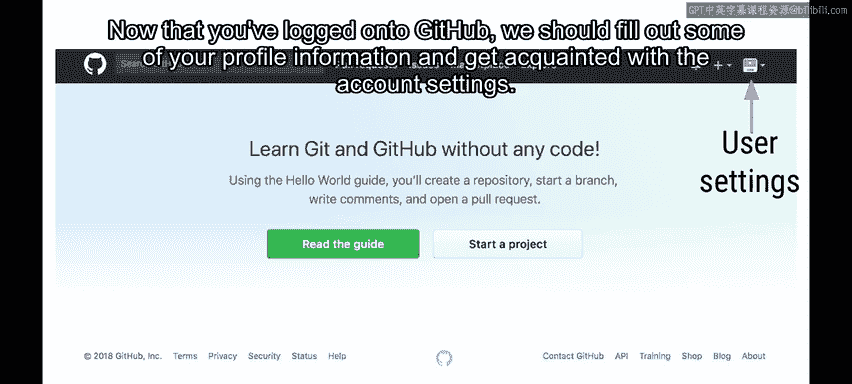 GPT中英字幕课程资源@bilibili.com
Now that you've logged onto GitHub, we should fill out some
of your profile information and get acquainted with the
account settings.
User
settings
Learn Git and GitHub without any code!
Using the Hello World guide, you'll create a repository, start a branch,
write comments, and open a pull request.
Read the guide Start a project
© 2018 GitHub, Inc. Terms Privacy Security Status Help Contact GitHub API Training Shop Blog About